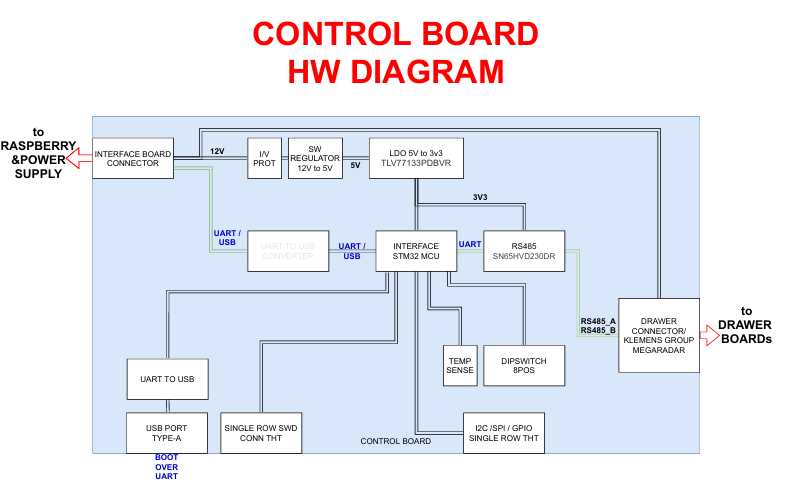 CONTROL BOARD
HW DIAGRAM
to
RASPBERRY
&POWER
SUPPLY
INTERFACE BOARD
CONNECTOR
12V
I/V
PROT
SW
REGULATOR
12V to 5V
5V
LDO 5V to 3v3
TLV77133PDBVR
3V3
UART /
USB
UART TO USB
CONVERTER
UART /
USB
INTERFACE
STM32 MCU
UART
RS485
SN65HVD230DR
RS485_A
RS485_B
DRAWER
CONNECTOR/
KLEMENS GROUP
MEGARADAR
to
DRAWER
BOARDs
TEMP
SENSE
DIPSWITCH
8POS
UART TO USB
USB PORT
TYPE-A
BOOT
OVER
UART
SINGLE ROW SWD
CONN THT
CONTROL BOARD
I2C /SPI / GPIO
SINGLE ROW THT